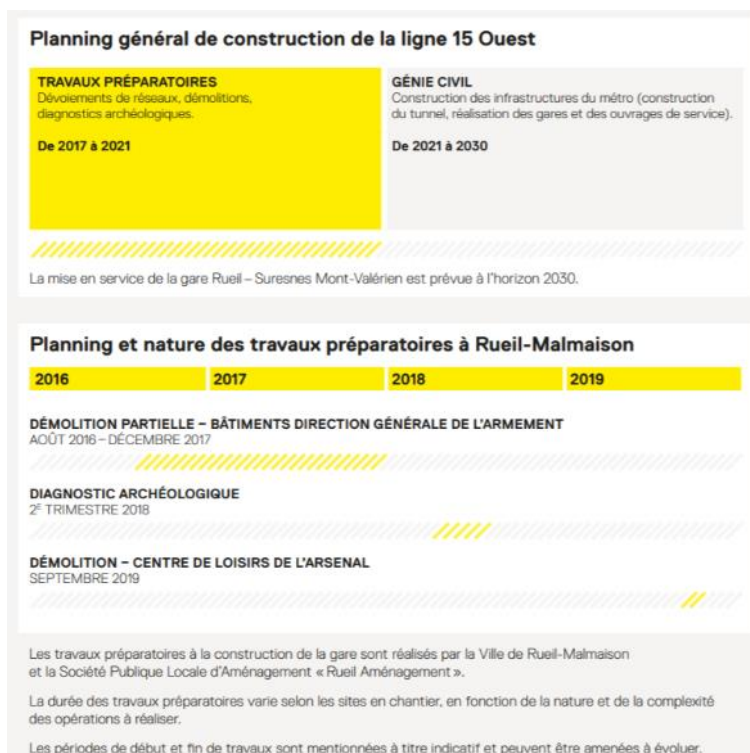 Planning général de construction de la ligne 15 Ouest
TRAVAUX PRÉPARATOIRES
Dévoiements de réseaux, démolitions,
diagnostics archéologiques.
De 2017 à 2021
GÉNIE CIVIL
Construction des infrastructures du métro (construction
du tunnel, réalisation des gares et des ouvrages de service).
De 2021 à 2030
La mise en service de la gare Rueil – Suresnes Mont-Valérien est prévue à l'horizon 2030.
Planning et nature des travaux préparatoires à Rueil-Malmaison
2016 2017 2018 2019
DÉMOLITION PARTIELLE – BÂTIMENTS DIRECTION GÉNÉRALE DE L'ARMEMENT
AOÛT 2016 – DÉCEMBRE 2017
DIAGNOSTIC ARCHÉOLOGIQUE
2E TRIMESTRE 2018
DÉMOLITION – CENTRE DE LOISIRS DE L'ARSENAL
SEPTEMBRE 2019
Les travaux préparatoires à la construction de la gare sont réalisés par la Ville de Rueil-Malmaison
et la Société Publique Locale d'Aménagement « Rueil Aménagement ».
La durée des travaux préparatoires varie selon les sites en chantier, en fonction de la nature et de la complexité
des opérations à réaliser.
Les périodes de début et fin de travaux sont mentionnées à titre indicatif et peuvent être amenées à évoluer.